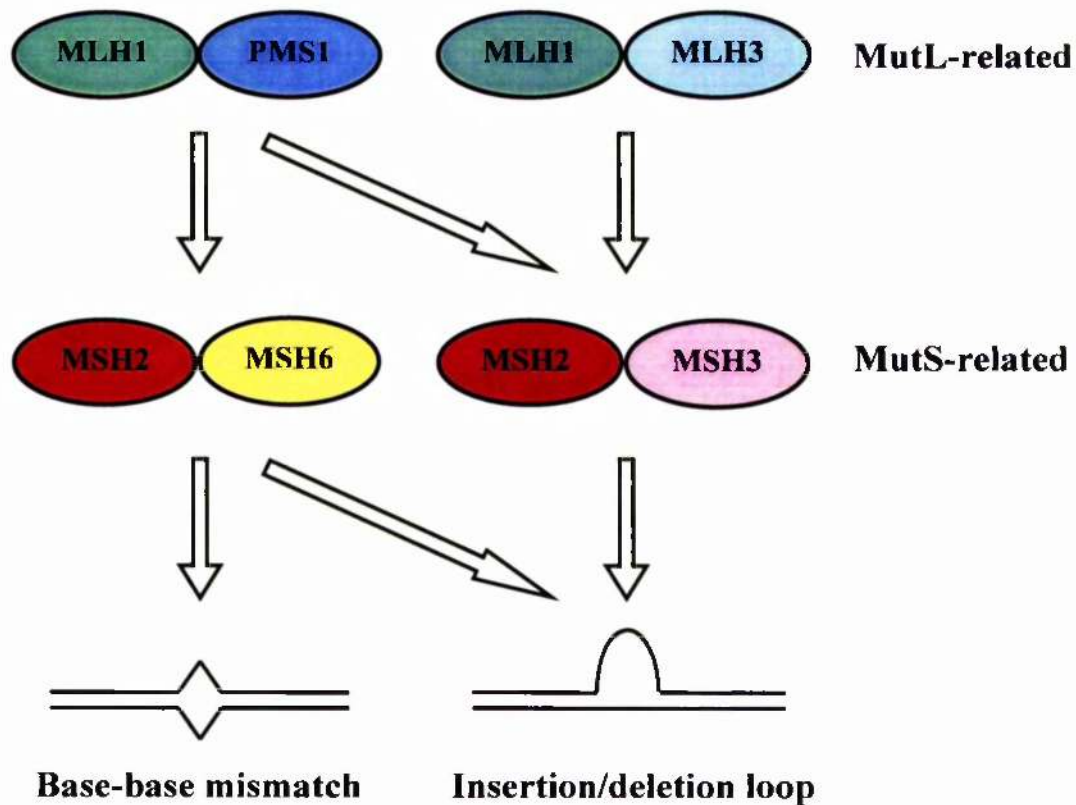 MLH1 PMS1 MLH1 MLH3 MutL-related
MSH2 MSH6 MSH2 MSH3 MutS-related
Base-base mismatch Insertion/deletion loop